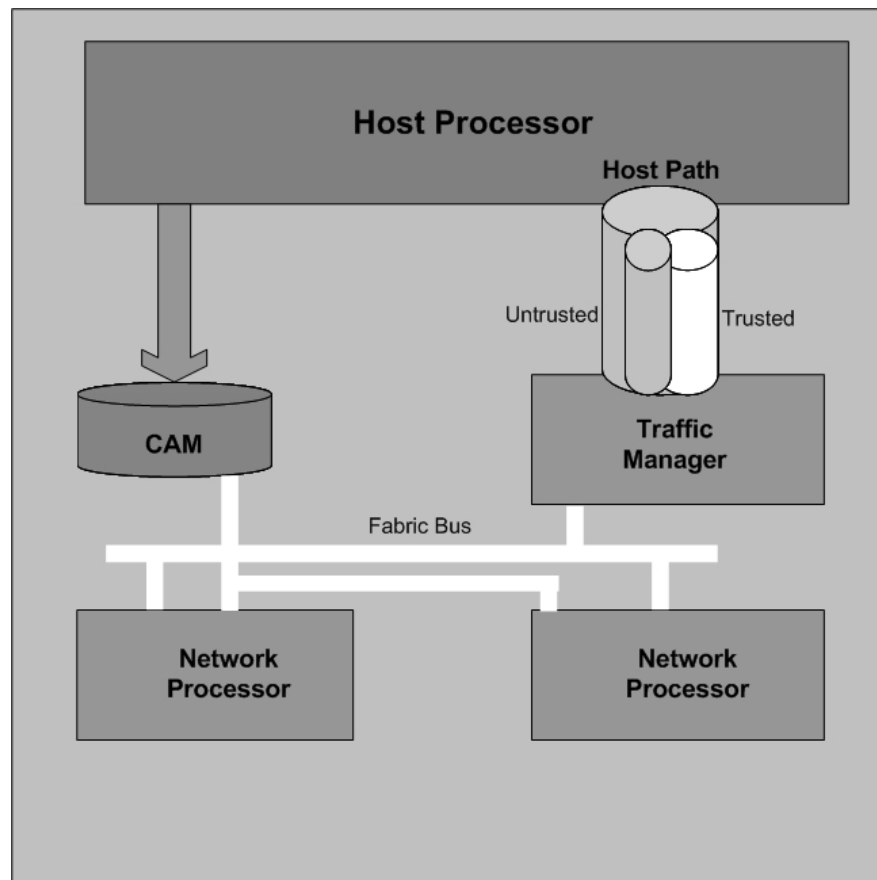 Host Processor
Host Path
Untrusted
Trusted
CAM
Traffic
Manager
Fabric Bus
Network
Processor
Network
Processor